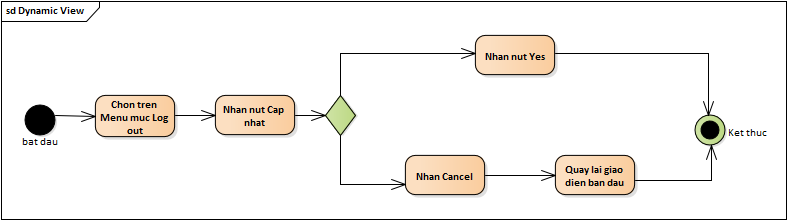 sd Dynamic View
Nhan nut Yes
Chon tren
Menu muc Log
out
Nhan nut Cap
nhat
bat dau
Ket thuc
Nhan Cancel
Quay lai giao
dien ban dau